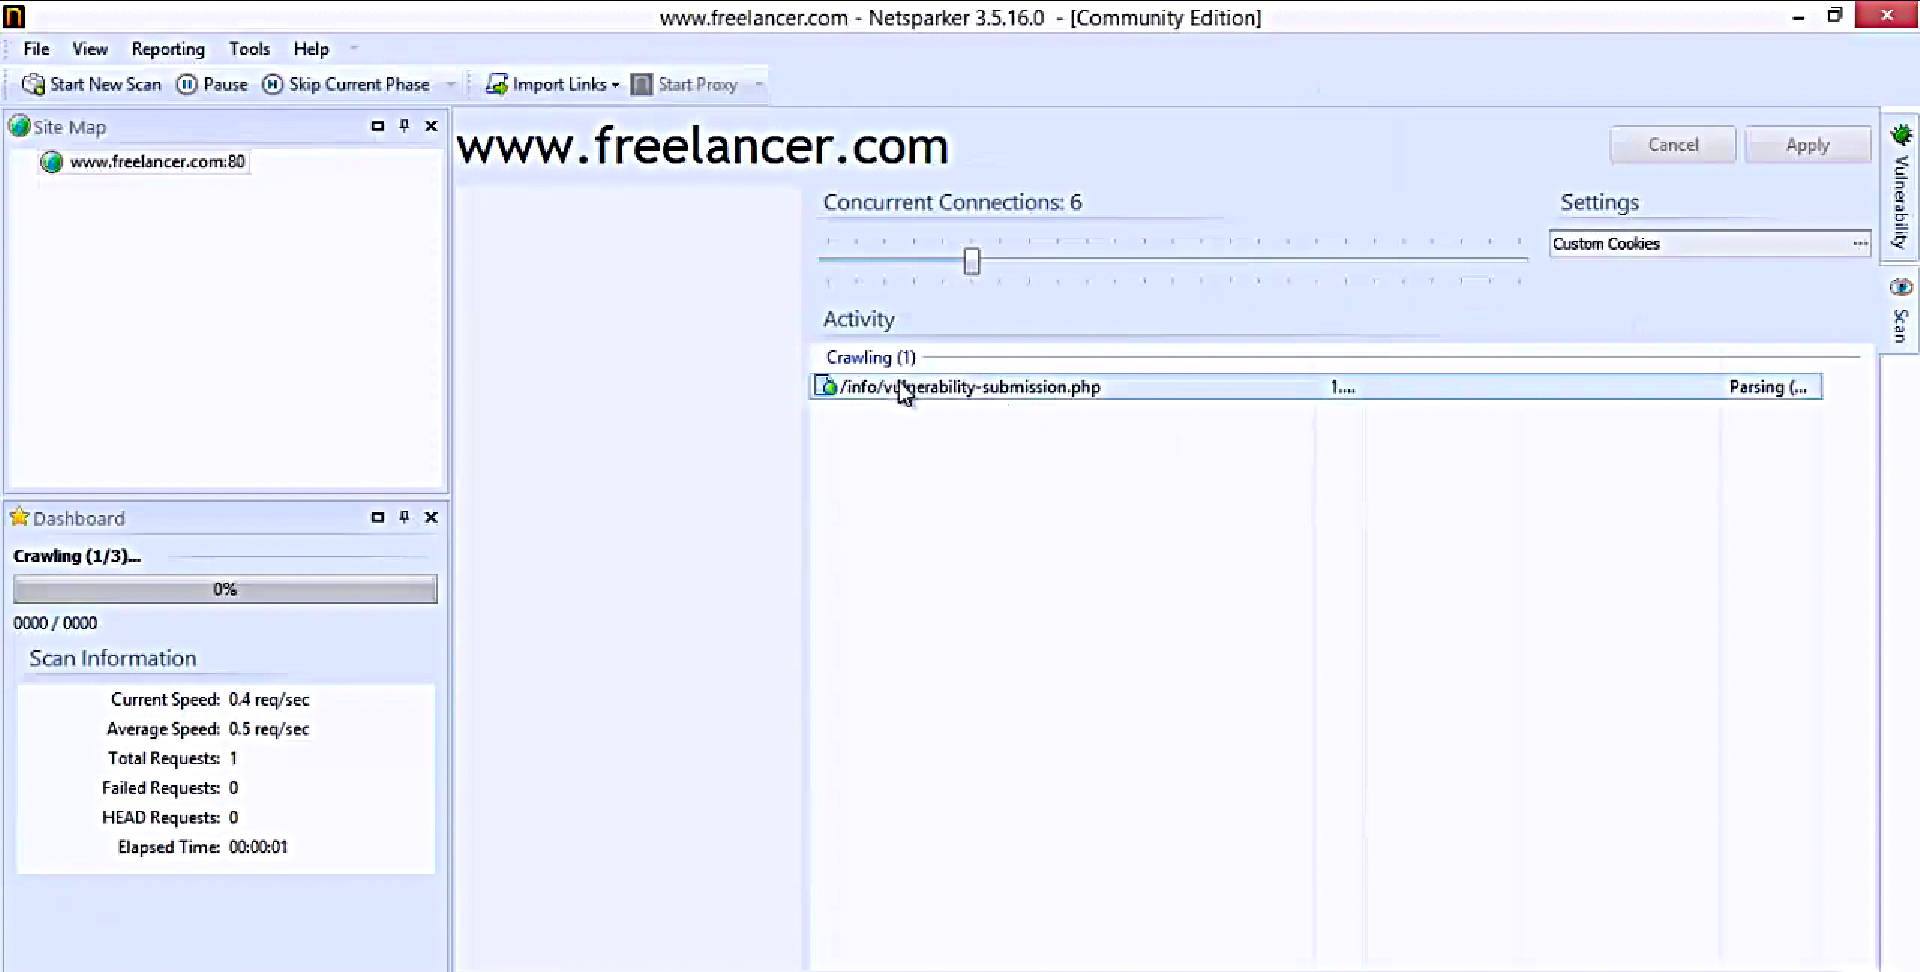 www.freelancer.com - Netsparker 3.5.16.0 - [Community Edition]
File View Reporting Tools Help
Start New Scan Pause Skip Current Phase Import Links Start Proxy
Site Map
www.freelancer.com:80
www.freelancer.com
Cancel Apply
Concurrent Connections: 6
Settings
Custom Cookies ...
Activity
Crawling (1)
/info/vulnerability-submission.php 1.... Parsing (...
Vulnerability
Scan
Dashboard
Crawling (1/3)...
0%
0000 / 0000
Scan Information
Current Speed: 0.4 req/sec
Average Speed: 0.5 req/sec
Total Requests: 1
Failed Requests: 0
HEAD Requests: 0
Elapsed Time: 00:00:01